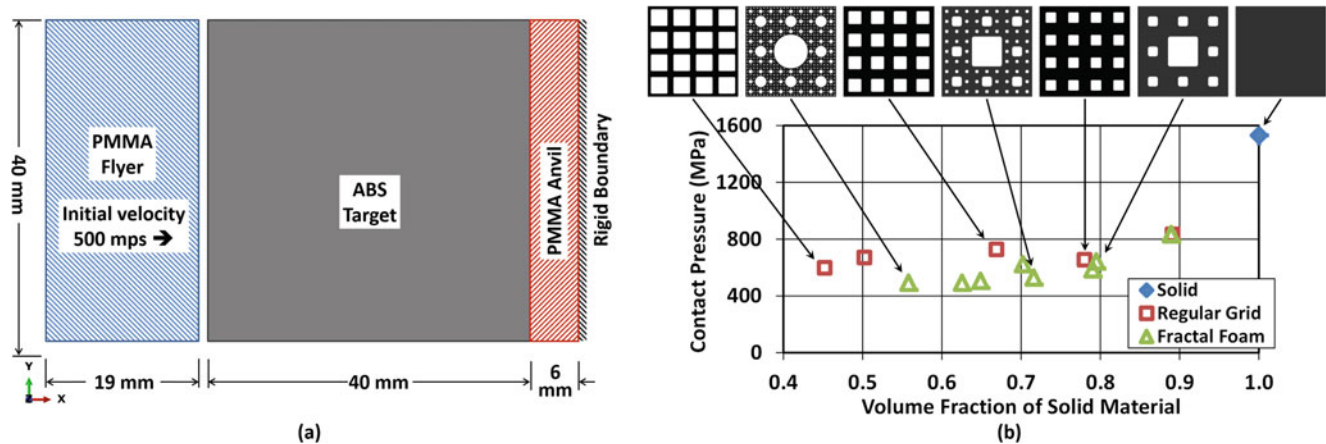 PMMA
Flyer
Initial velocity
500 mps ➔
ABS
Target
PMMA Anvil
Rigid Boundary
40 mm
Y
Z X
19 mm
40 mm
6
mm
(a)
Contact Pressure (MPa)
1600
1200
800
400
0
Solid
Regular Grid
Fractal Foam
0.4 0.5 0.6 0.7 0.8 0.9 1.0
Volume Fraction of Solid Material
(b)